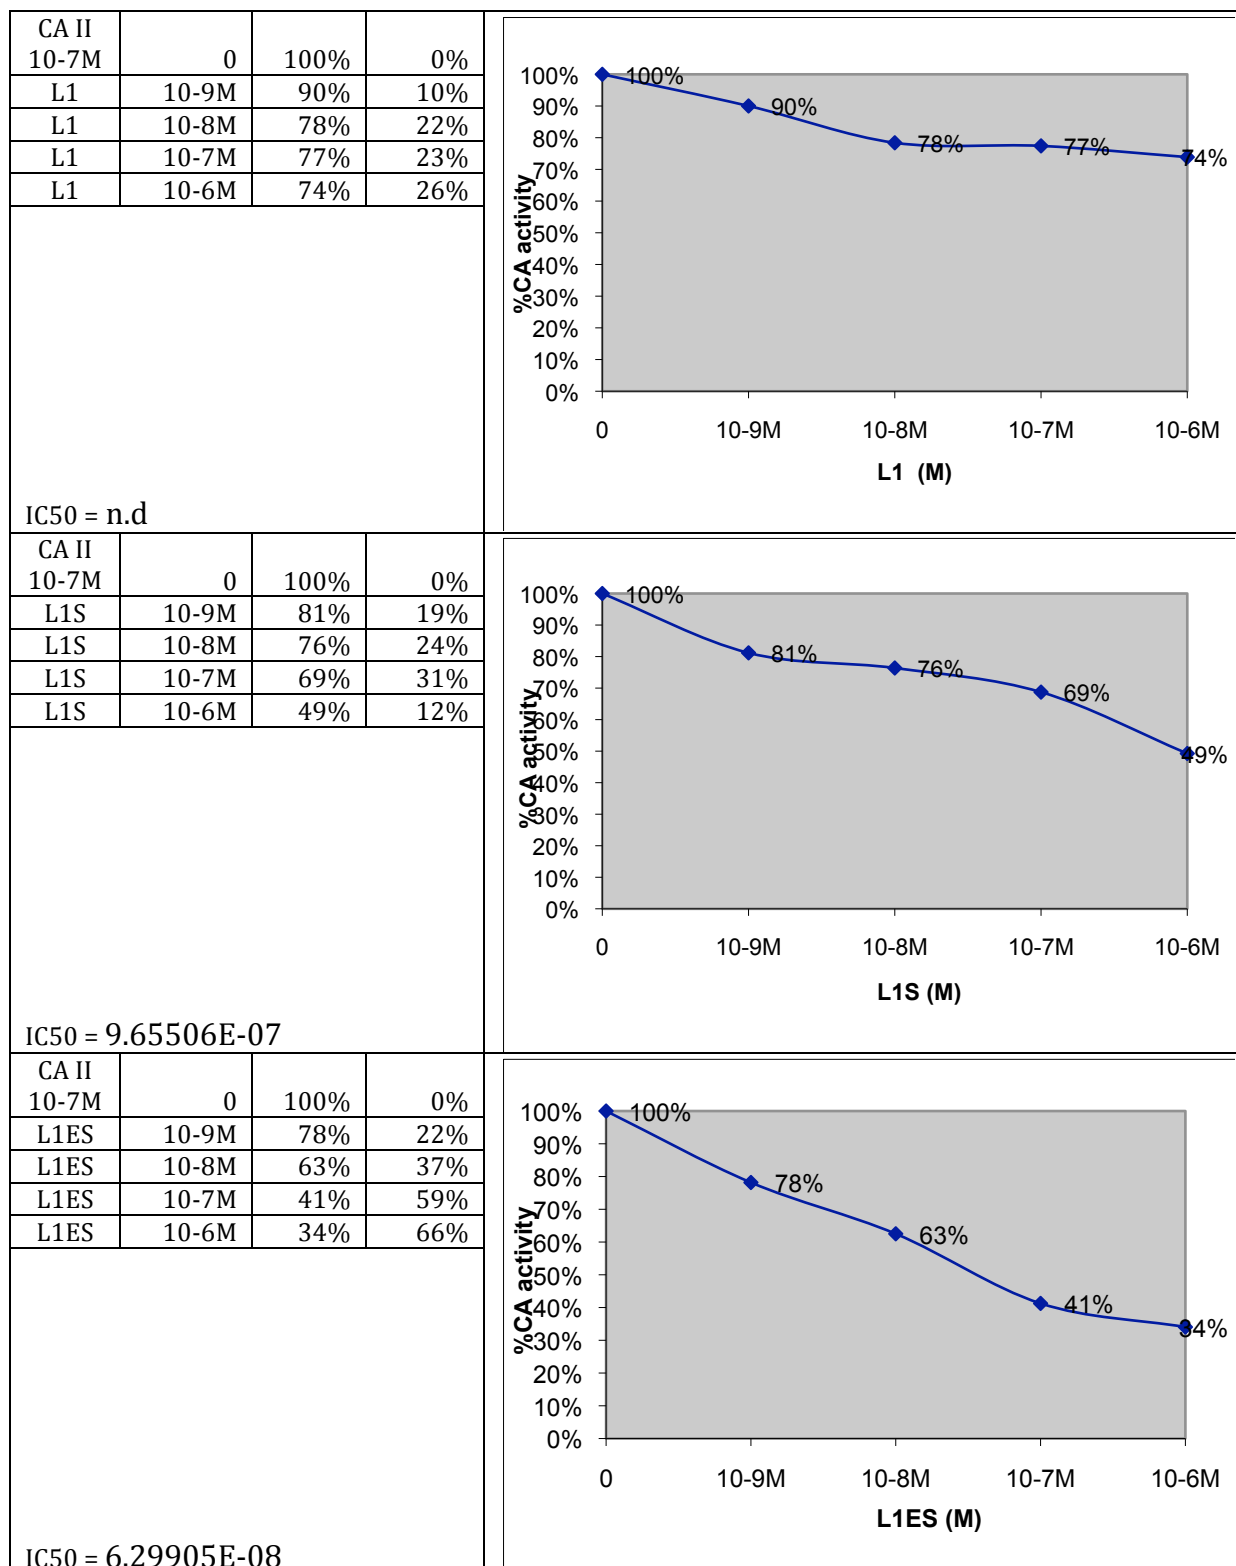 CA II
10-7M 0 100% 0%
L1 10-9M 90% 10%
L1 10-8M 78% 22%
L1 10-7M 77% 23%
L1 10-6M 74% 26%
IC50 = n.d
100%
90%
80%
70%
60%
50%
40%
30%
20%
10%
0%
%CA activity
100%
90%
78%
77%
74%
0 10-9M 10-8M 10-7M 10-6M
L1 (M)
CA II
10-7M 0 100% 0%
L1S 10-9M 81% 19%
L1S 10-8M 76% 24%
L1S 10-7M 69% 31%
L1S 10-6M 49% 12%
IC50 = 9.65506E-07
100%
90%
80%
70%
60%
50%
40%
30%
20%
10%
0%
%CA activity
100%
81%
76%
69%
49%
0 10-9M 10-8M 10-7M 10-6M
L1S (M)
CA II
10-7M 0 100% 0%
L1ES 10-9M 78% 22%
L1ES 10-8M 63% 37%
L1ES 10-7M 41% 59%
L1ES 10-6M 34% 66%
IC50 = 6.29905E-08
100%
90%
80%
70%
60%
50%
40%
30%
20%
10%
0%
%CA activity
100%
78%
63%
41%
34%
0 10-9M 10-8M 10-7M 10-6M
L1ES (M)